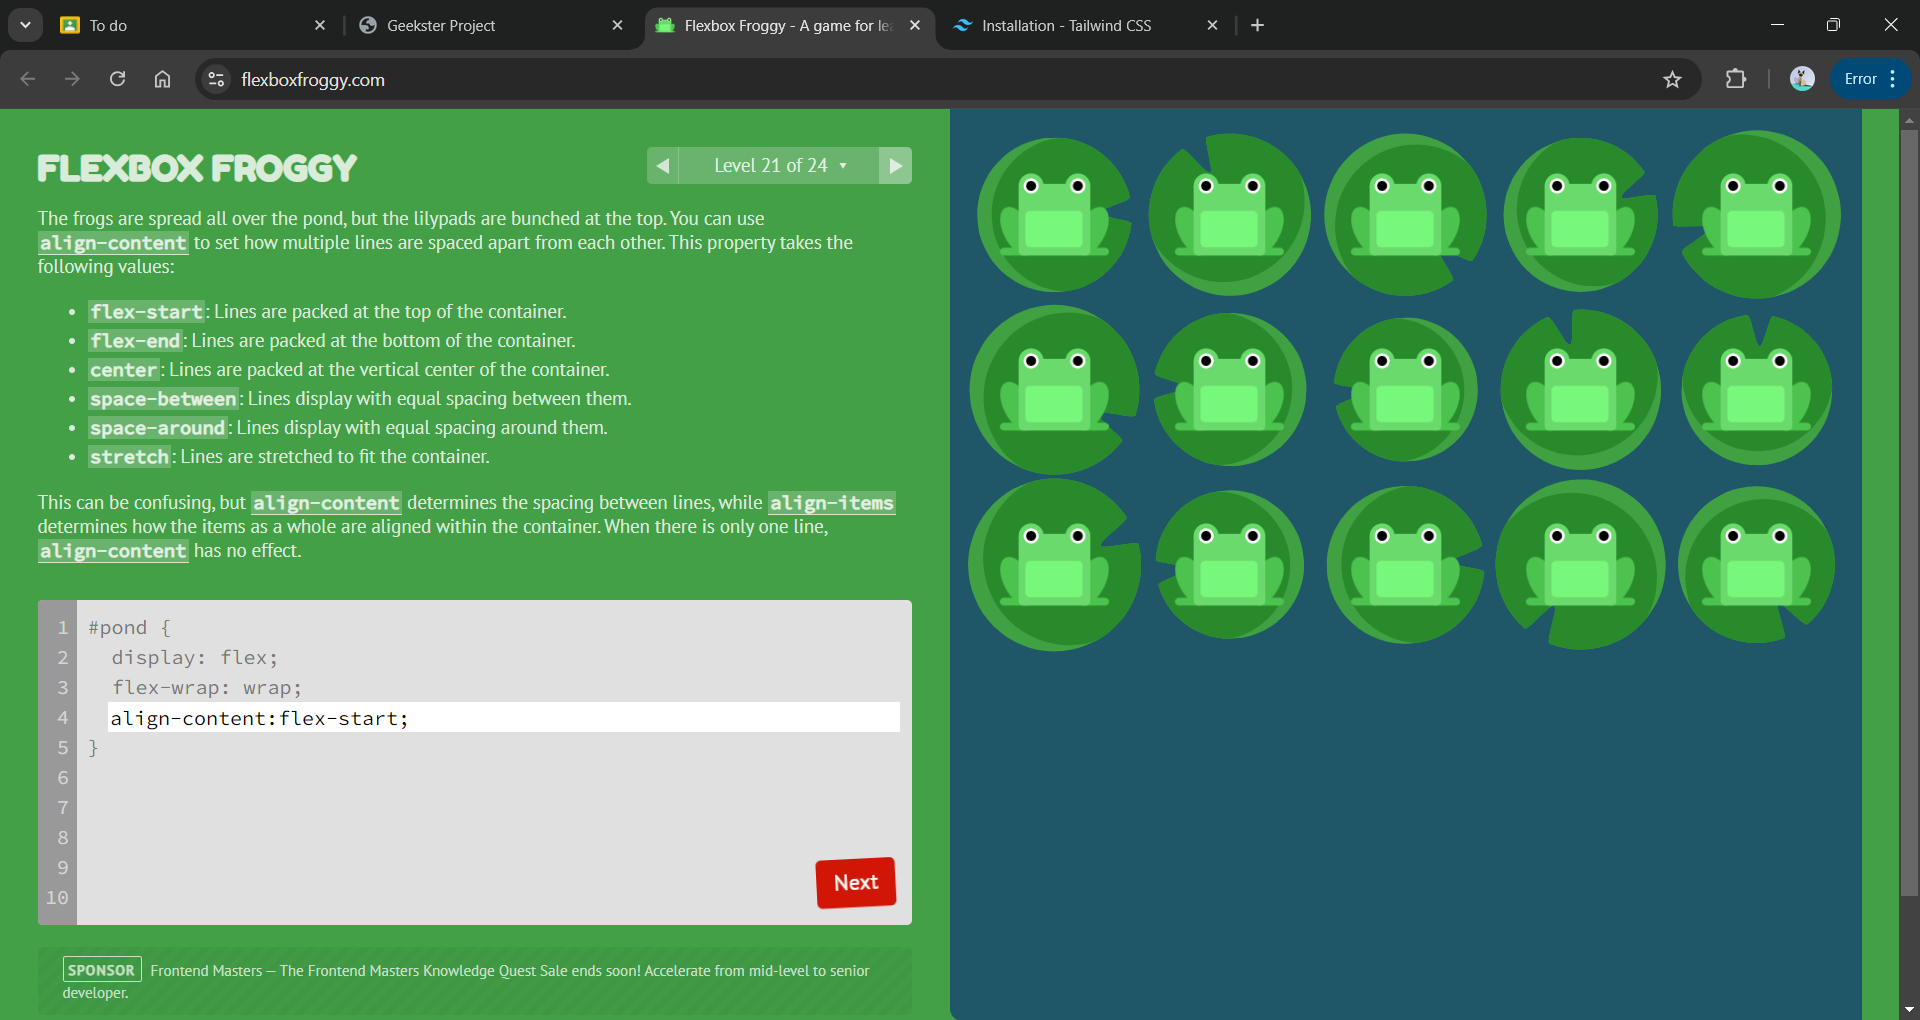 To do
Geekster Project
Flexbox Froggy - A game for le
Installation - Tailwind CSS
flexboxfroggy.com
Error
FLEXBOX FROGGY
Level 21 of 24
The frogs are spread all over the pond, but the lilypads are bunched at the top. You can use
align-content to set how multiple lines are spaced apart from each other. This property takes the
following values:
• flex-start: Lines are packed at the top of the container.
• flex-end: Lines are packed at the bottom of the container.
• center: Lines are packed at the vertical center of the container.
• space-between: Lines display with equal spacing between them.
• space-around: Lines display with equal spacing around them.
• stretch: Lines are stretched to fit the container.
This can be confusing, but align-content determines the spacing between lines, while align-items
determines how the items as a whole are aligned within the container. When there is only one line,
align-content has no effect.
1 #pond {
2 display: flex;
3 flex-wrap: wrap;
4 align-content:flex-start;
5 }
6
7
8
9
10
Next
SPONSOR Frontend Masters — The Frontend Masters Knowledge Quest Sale ends soon! Accelerate from mid-level to senior
developer.